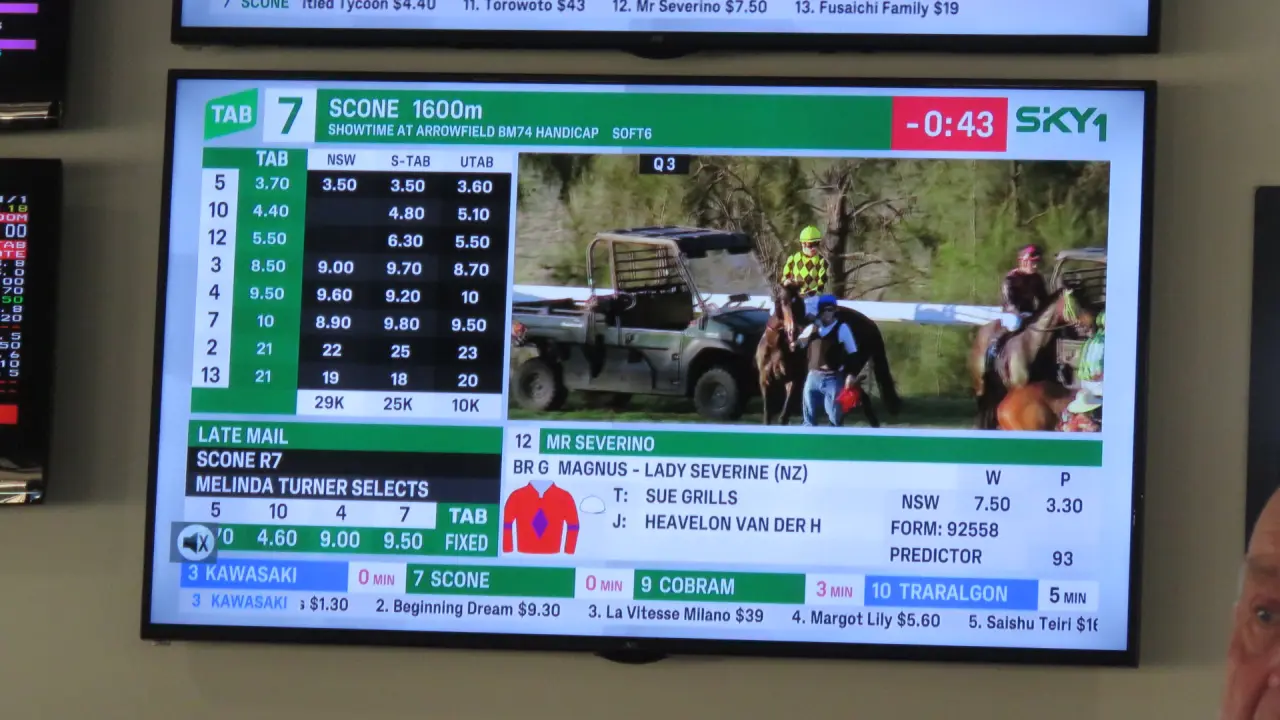 7 SCONE Tycoon $4.40 11. Torowoto $43 12. Mr Severino $7.50 13. Fusaichi Family $19
TAB 7 SCONE 1600m -0:43 SKY1
SHOWTIME AT ARROWFIELD BM74 HANDICAP SOFT6
TAB NSW S-TAB UTAB
5 3.70 3.50 3.50 3.60
10 4.40 4.80 5.10
12 5.50 6.30 5.50
3 8.50 9.00 9.70 8.70
4 9.50 9.60 9.20 10
7 10 8.90 9.80 9.50
2 21 22 25 23
13 21 19 18 20
29K 25K 10K
Q 3
LATE MAIL
SCONE R7
MELINDA TURNER SELECTS
5 10 4 7 TAB
70 4.60 9.00 9.50 FIXED
12 MR SEVERINO
BR G MAGNUS - LADY SEVERINE (NZ)
T: SUE GRILLS
J: HEAVELON VAN DER H
W P
NSW 7.50 3.30
FORM: 92558
PREDICTOR 93
3 KAWASAKI 0 MIN 7 SCONE 0 MIN 9 COBRAM 3 MIN 10 TRARALGON 5 MIN
3 KAWASAKI $1.30 2. Beginning Dream $9.30 3. La Vitesse Milano $39 4. Margot Lily $5.60 5. Saishu Teiri